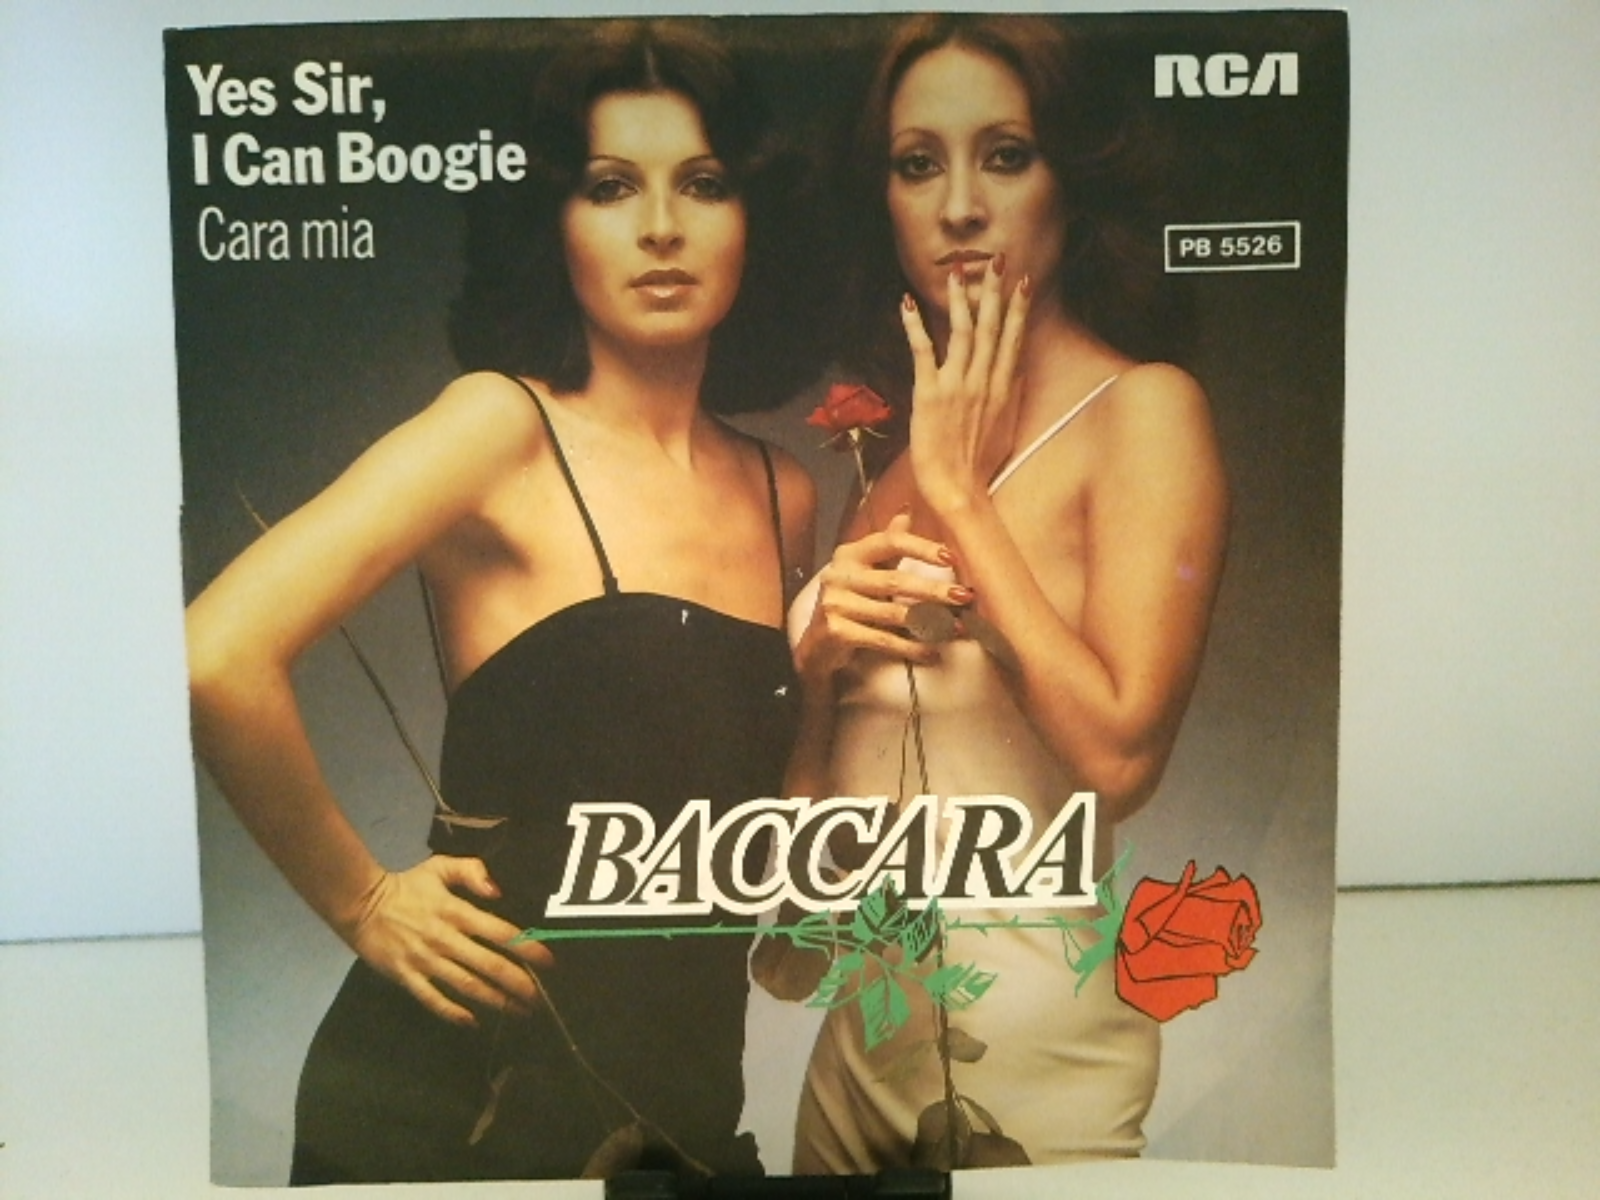 Yes Sir,
I Can Boogie
Cara mia
RCA
PB 5526
BACCARA